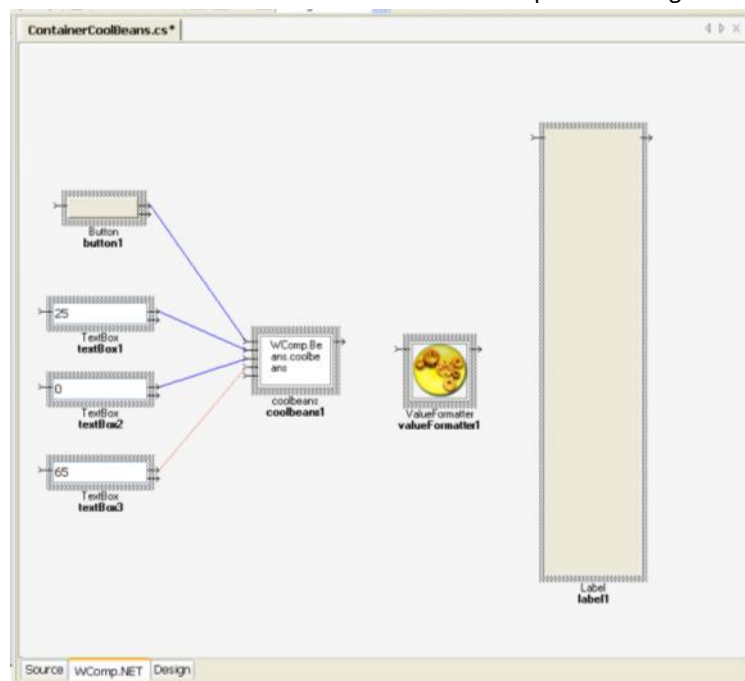 ContainerCoolBeans.cs*
Button
button1
25
TextBox
textBox1
0
TextBox
textBox2
65
TextBox
textBox3
WComp.Be
ans.coolbe
ans
coolbeans
coolbeans1
ValueFormatter
valueFormatter1
Label
label1
Source WComp.NET Design